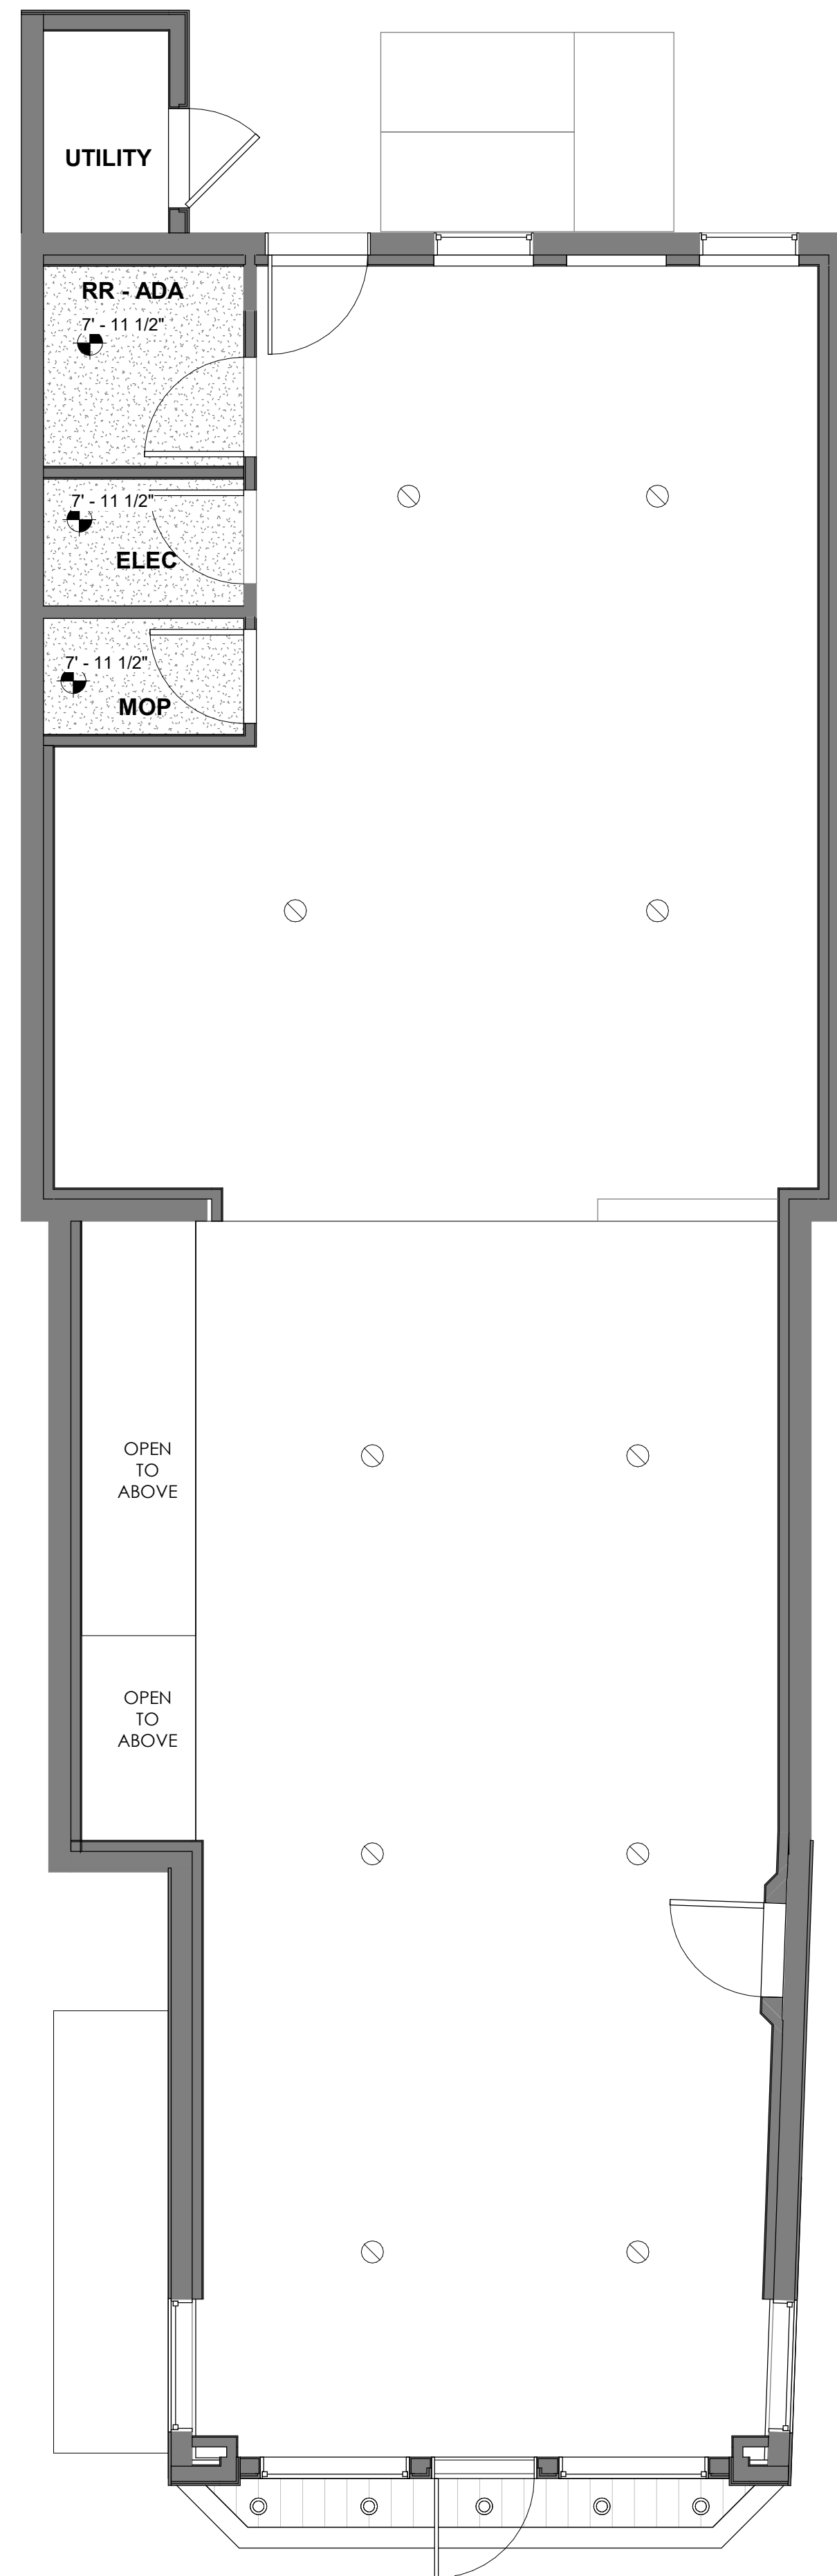 UTILITY
RR - ADA
7' - 11 1/2"
7' - 11 1/2"
ELEC
7' - 11 1/2"
MOP
OPEN
TO
ABOVE
OPEN
TO
ABOVE